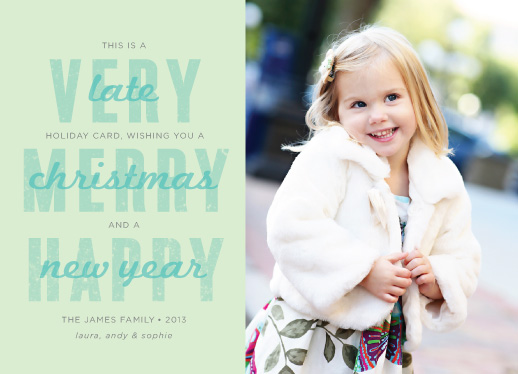 THIS IS A
VERY
late
HOLIDAY CARD, WISHING YOU A
MERRY
christmas
AND A
HAPPY
new year
THE JAMES FAMILY • 2013
laura, andy & sophie